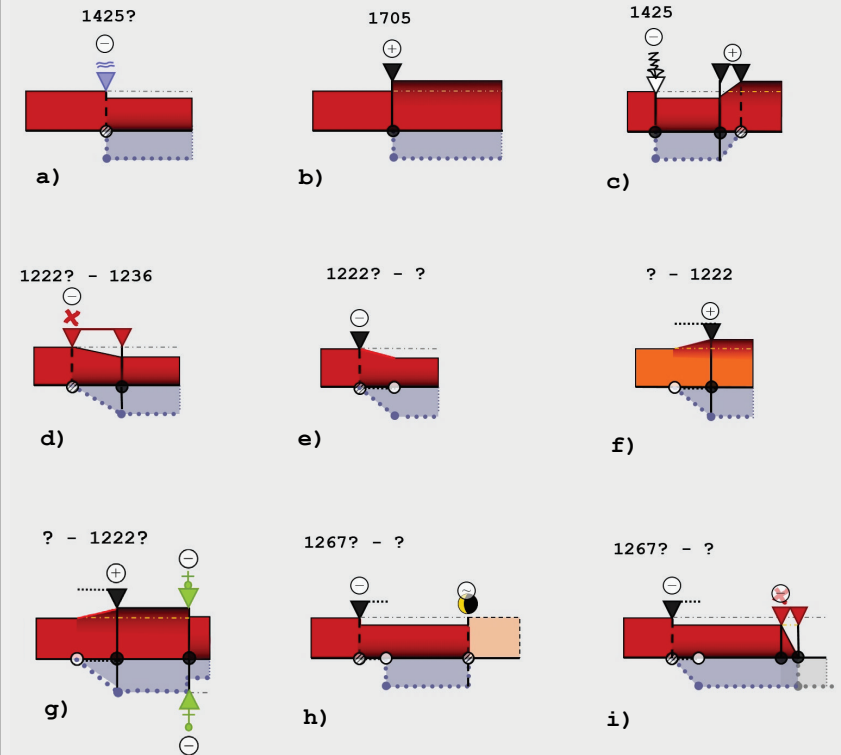 1425?
1705
1425
a)
b)
c)
1222? - 1236
1222? - ?
? - 1222
d)
e)
f)
? - 1222?
1267? - ?
1267? - ?
g)
h)
i)